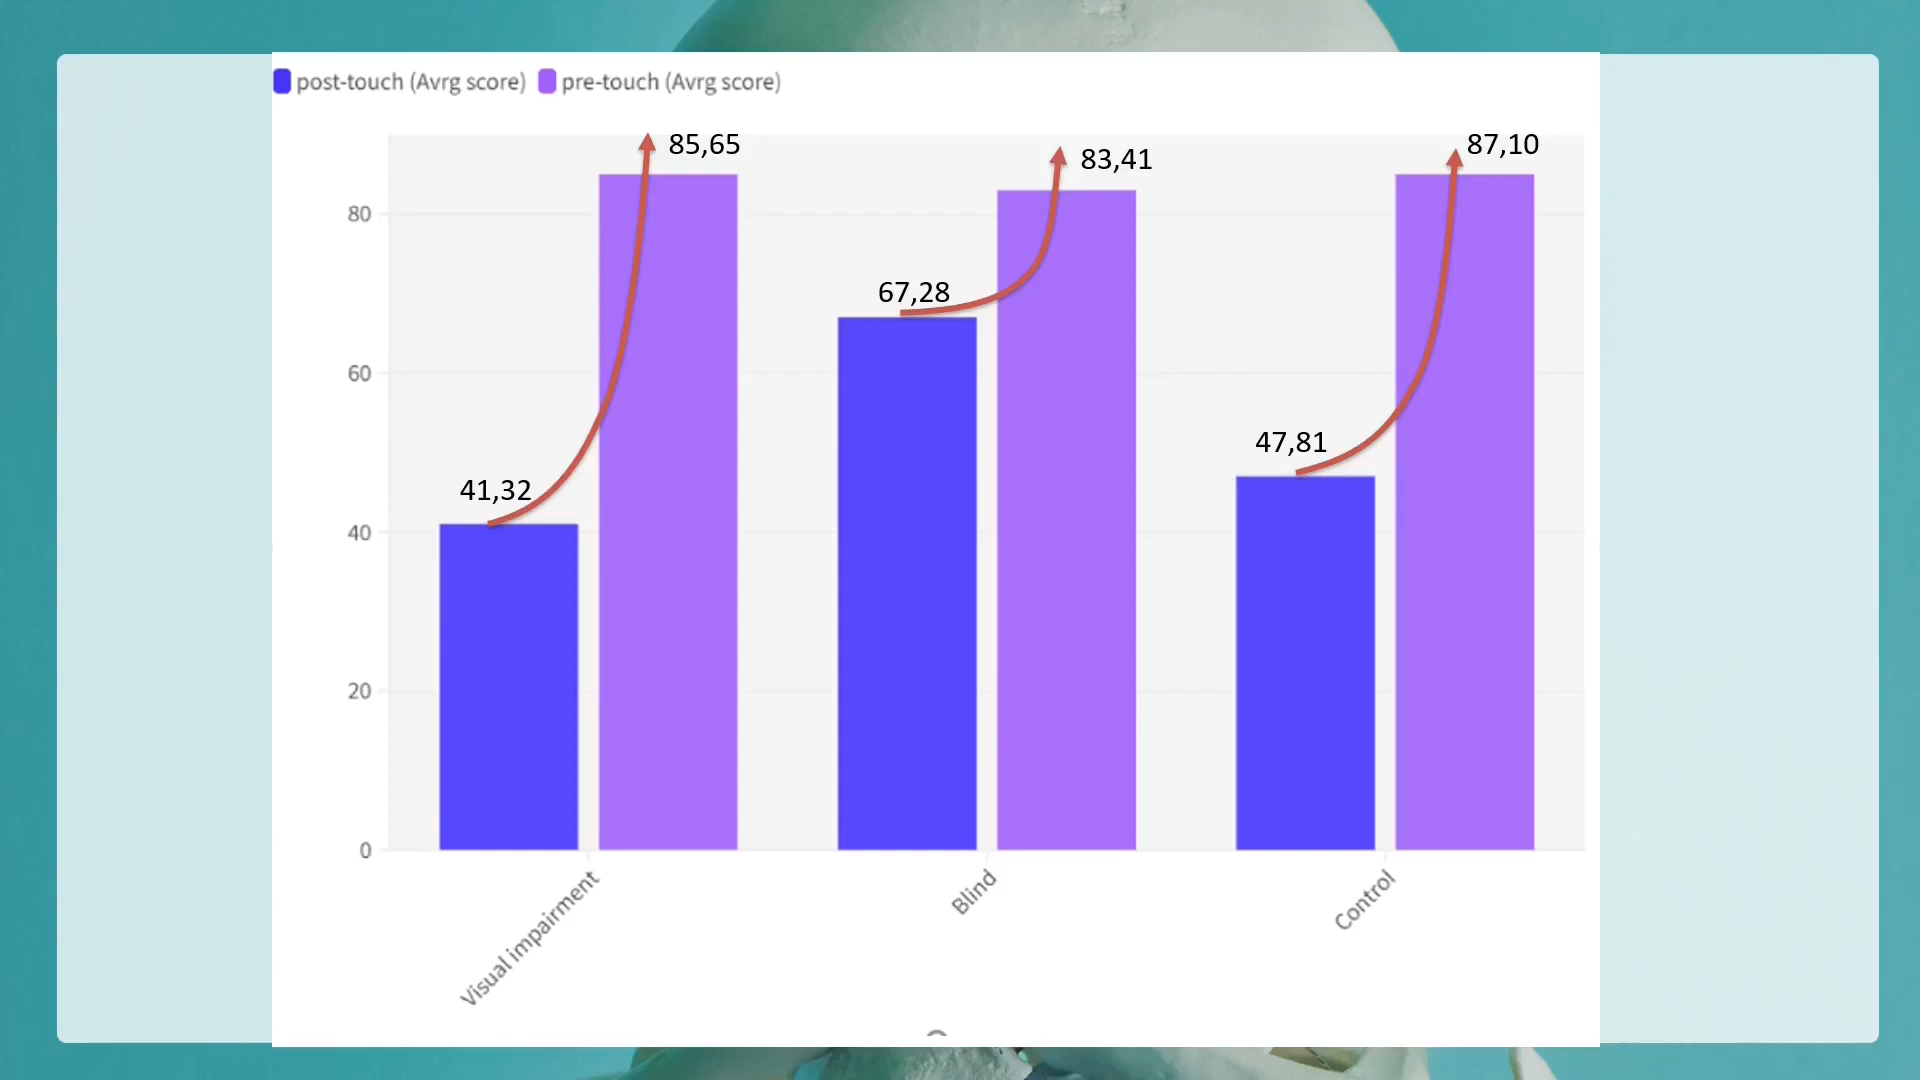 post-touch (Avrg score) pre-touch (Avrg score)
85,65
83,41
87,10
80
67,28
60
47,81
41,32
40
20
0
Visual impairment
Blind
Control